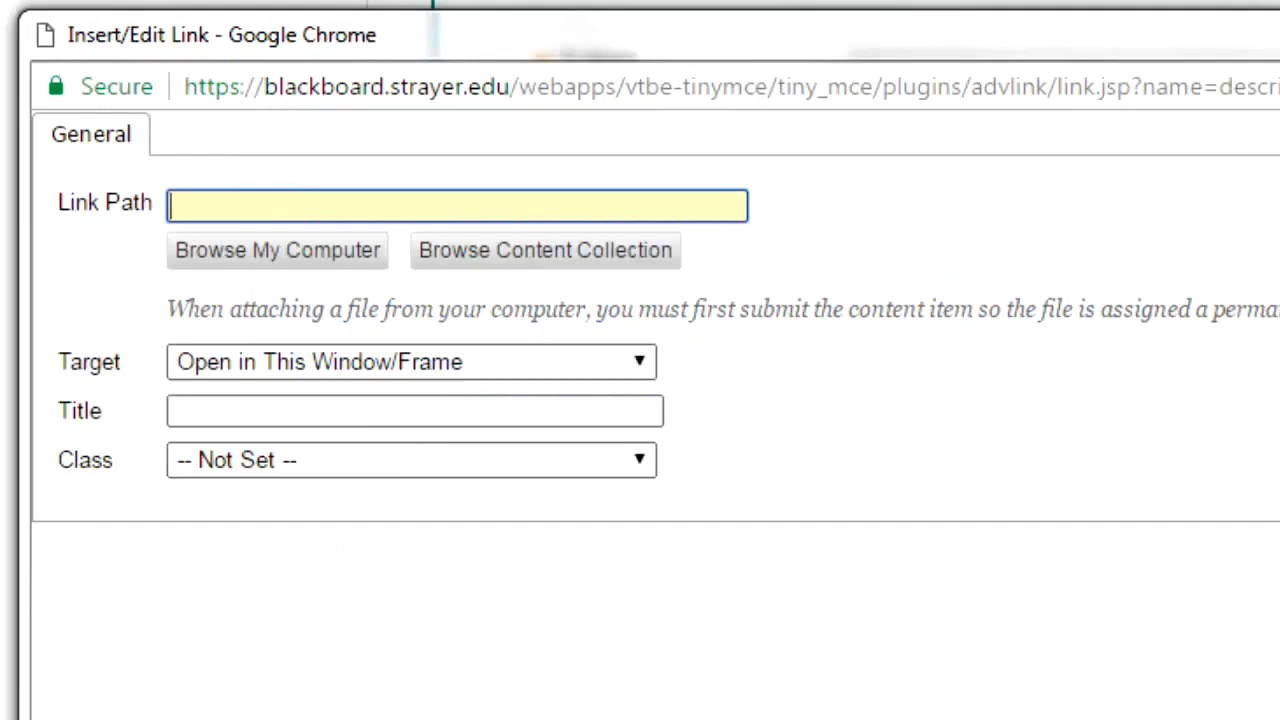 Insert/Edit Link - Google Chrome
Secure https://blackboard.strayer.edu/webapps/vtbe-tinymce/tiny_mce/plugins/advlink/link.jsp?name=descri
General
Link Path
Browse My Computer Browse Content Collection
When attaching a file from your computer, you must first submit the content item so the file is assigned a perma
Target Open in This Window/Frame
Title
Class -- Not Set --